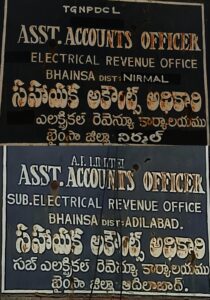 TGNPDCL
ASST. ACCOUNTS OFFICER
ELECTRICAL REVENUE OFFICE
BHAINSA DIST: NIRMAL
సహాయక అకౌంట్స్ అధికారి
ఎలక్ట్రికల్ రెవెన్యూ కార్యాలయము
భైంసా జిల్లా నిర్మల్
ASST. ACCOUNTS OFFICER
SUB. ELECTRICAL REVENUE OFFICE
BHAINSA DIST: ADILABAD.
సహాయక అకౌంట్స్ అధికారి
సబ్ ఎలక్ట్రికల్ రెవెన్యూ కార్యాలయము
భైంసా జిల్లా ఆదిలాబాద్.